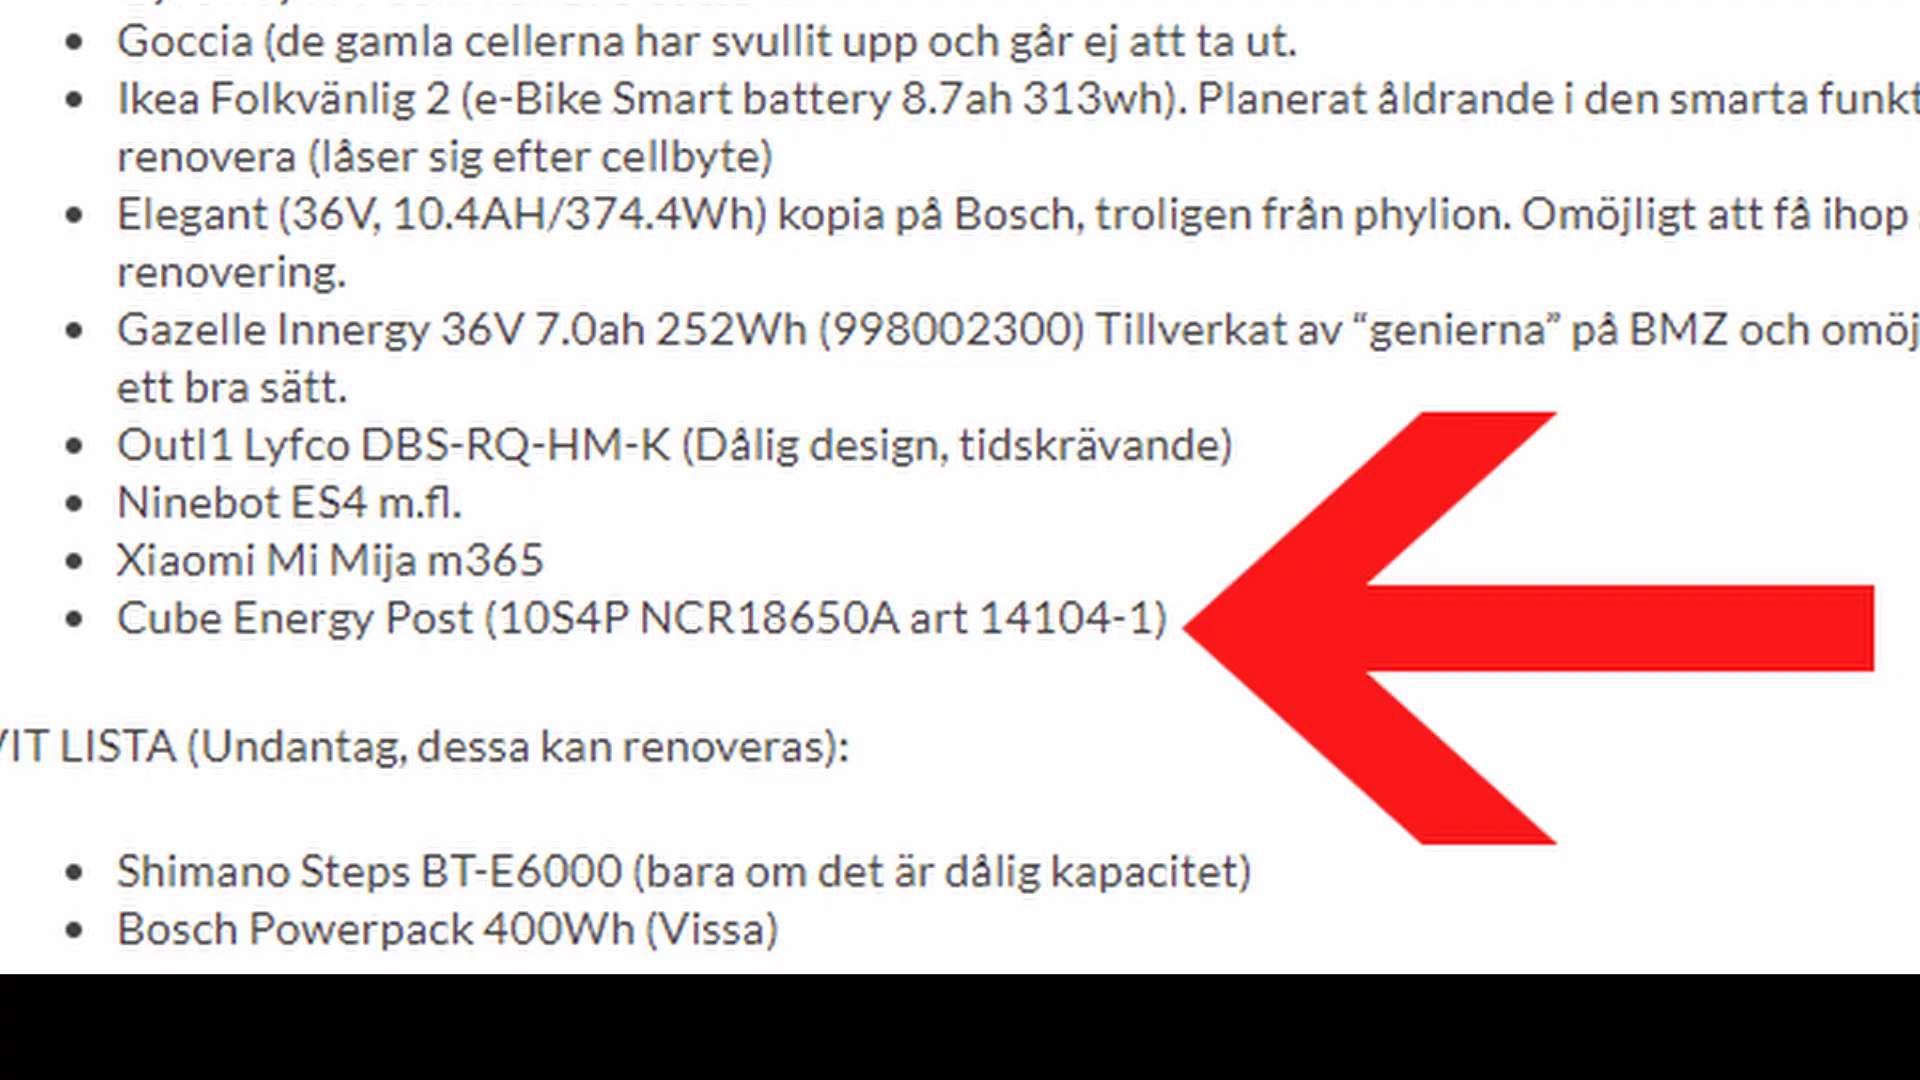 Goccia (de gamla cellerna har svullit upp och går ej att ta ut.
Ikea Folkvänlig 2 (e-Bike Smart battery 8.7ah 313wh). Planerat åldrande i den smarta funkt
renovera (låser sig efter cellbyte)
Elegant (36V, 10.4AH/374.4Wh) kopia på Bosch, troligen från phylion. Omöjligt att få ihop
renovering.
Gazelle Innergy 36V 7.0ah 252Wh (998002300) Tillverkat av “genierna” på BMZ och omöj
ett bra sätt.
Outl1 Lyfco DBS-RQ-HM-K (Dålig design, tidskrävande)
Ninebot ES4 m.fl.
Xiaomi Mi Mija m365
Cube Energy Post (10S4P NCR18650A art 14104-1)
VIT LISTA (Undantag, dessa kan renoveras):
Shimano Steps BT-E6000 (bara om det är dålig kapacitet)
Bosch Powerpack 400Wh (Vissa)